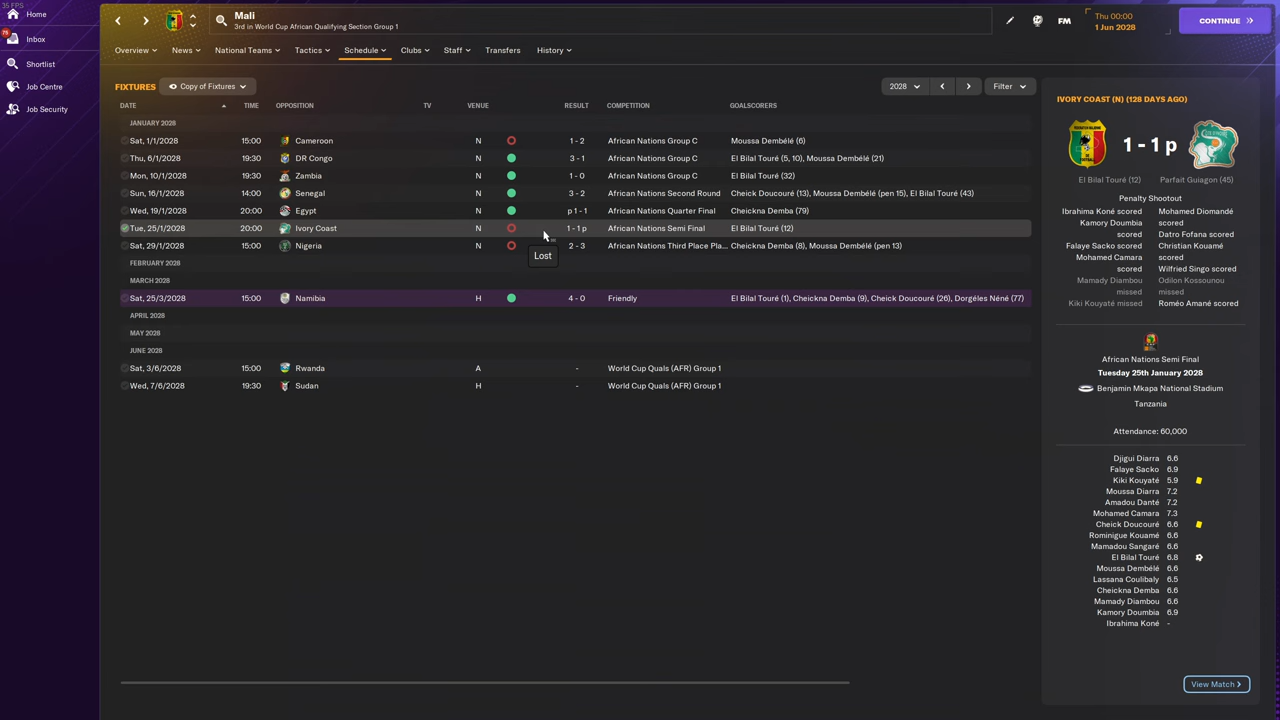 35 FPS
Home
75
Inbox
Shortlist
Job Centre
Job Security
Mali
3rd in World Cup African Qualifying Section Group 1
FM
Thu 00:00
1 Jun 2028
CONTINUE
Overview News National Teams Tactics Schedule Clubs Staff Transfers History
FIXTURES Copy of Fixtures 2028 Filter
DATE TIME OPPOSITION TV VENUE RESULT COMPETITION GOALSCORERS
JANUARY 2028
Sat, 1/1/2028 15:00 Cameroon N 1 - 2 African Nations Group C Moussa Dembélé (6)
Thu, 6/1/2028 19:30 DR Congo N 3 - 1 African Nations Group C El Bilal Touré (5, 10), Moussa Dembélé (21)
Mon, 10/1/2028 19:30 Zambia N 1 - 0 African Nations Group C El Bilal Touré (32)
Sun, 16/1/2028 14:00 Senegal N 3 - 2 African Nations Second Round Cheick Doucouré (13), Moussa Dembélé (pen 15), El Bilal Touré (43)
Wed, 19/1/2028 20:00 Egypt N p 1 - 1 African Nations Quarter Final Cheickna Demba (79)
Tue, 25/1/2028 20:00 Ivory Coast N 1 - 1 p African Nations Semi Final El Bilal Touré (12)
Sat, 29/1/2028 15:00 Nigeria N 2 - 3 African Nations Third Place Pla... Cheickna Demba (8), Moussa Dembélé (pen 13)
Lost
FEBRUARY 2028
MARCH 2028
Sat, 25/3/2028 15:00 Namibia H 4 - 0 Friendly El Bilal Touré (1), Cheickna Demba (9), Cheick Doucouré (26), Dorgéles Néné (77)
APRIL 2028
MAY 2028
JUNE 2028
Sat, 3/6/2028 15:00 Rwanda A - World Cup Quals (AFR) Group 1
Wed, 7/6/2028 19:30 Sudan H - World Cup Quals (AFR) Group 1
IVORY COAST (N) (128 DAYS AGO)
1 - 1 p
El Bilal Touré (12) Parfait Guiagon (45)
Penalty Shootout
Ibrahima Koné scored Mohamed Diomandé
Kamory Doumbia scored
scored Datro Fofana scored
Falaye Sacko scored Christian Kouamé
Mohamed Camara scored
scored Wilfried Singo scored
Mamady Diambou Odilon Kossounou
missed missed
Kiki Kouyaté missed Roméo Amané scored
African Nations Semi Final
Tuesday 25th January 2028
Benjamin Mkapa National Stadium
Tanzania
Attendance: 60,000
Djigui Diarra 6.6
Falaye Sacko 6.9
Kiki Kouyaté 5.9
Moussa Diarra 7.2
Amadou Danté 7.2
Mohamed Camara 7.3
Cheick Doucouré 6.6
Rominigue Kouamé 6.6
Mamadou Sangaré 6.6
El Bilal Touré 6.8
Moussa Dembélé 6.6
Lassana Coulibaly 6.5
Cheickna Demba 6.6
Mamady Diambou 6.6
Kamory Doumbia 6.9
Ibrahima Koné -
View Match